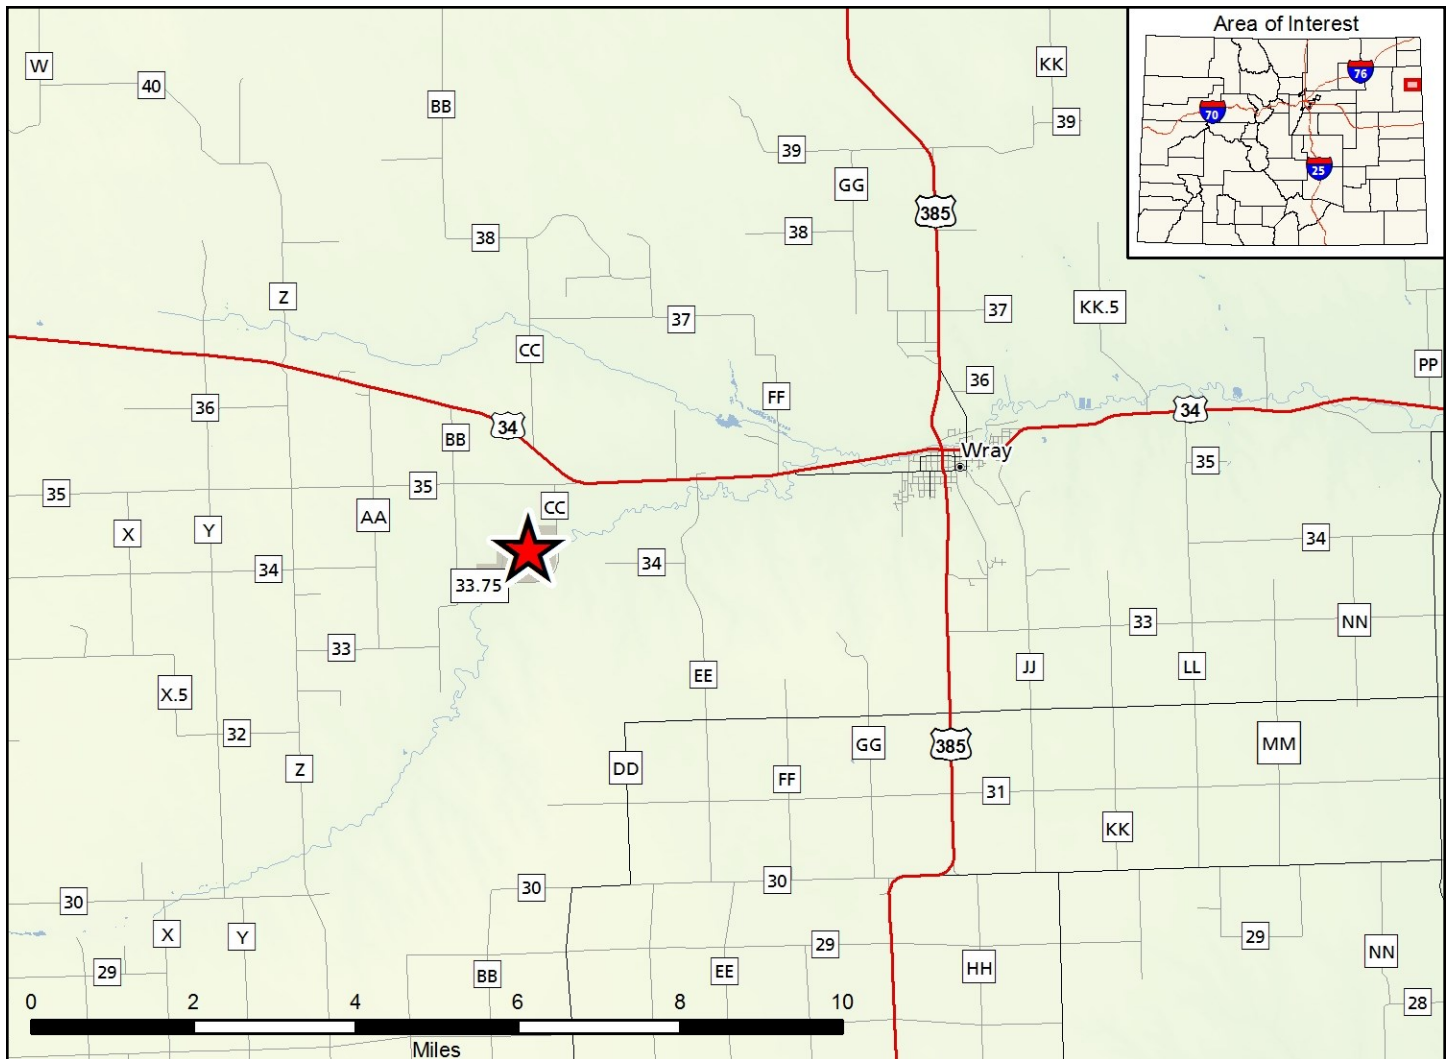 Area of Interest
76
70
25
W
40
BB
KK
39
39
GG
385
38
38
Z
37
37
KK.5
CC
PP
36
FF
36
34
34
BB
Wray
35
35
35
CC
X
Y
AA
34
34
34
33.75
33
NN
33
EE
JJ
LL
X.5
32
GG
385
MM
Z
DD
FF
31
KK
30
30
30
X
Y
29
29
NN
29
BB
EE
HH
28
0 2 4 6 8 10
Miles